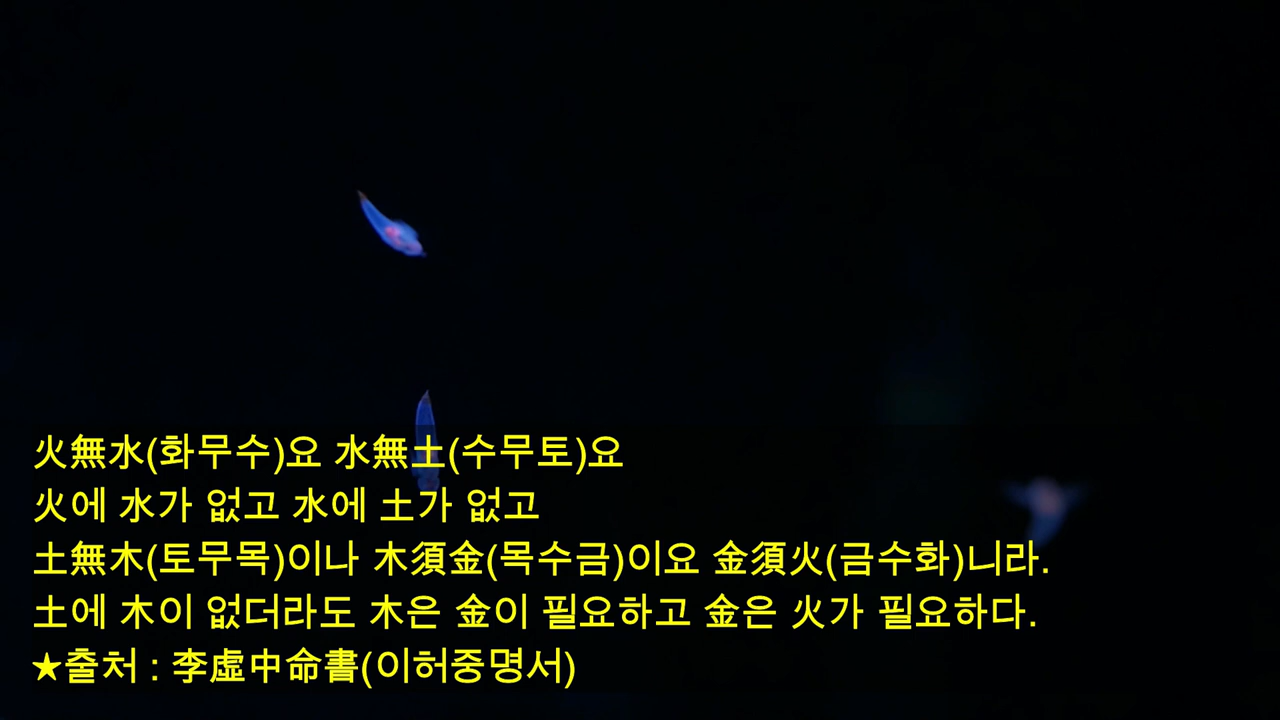 火無水(화무수)요 水無土(수무토)요
火에 水가 없고 水에 土가 없고
土無木(토무목)이나 木須金(목수금)이요 金須火(금수화)니라.
土에 木이 없더라도 木은 金이 필요하고 金은 火가 필요하다.
★출처 : 李虛中命書(이허중명서)